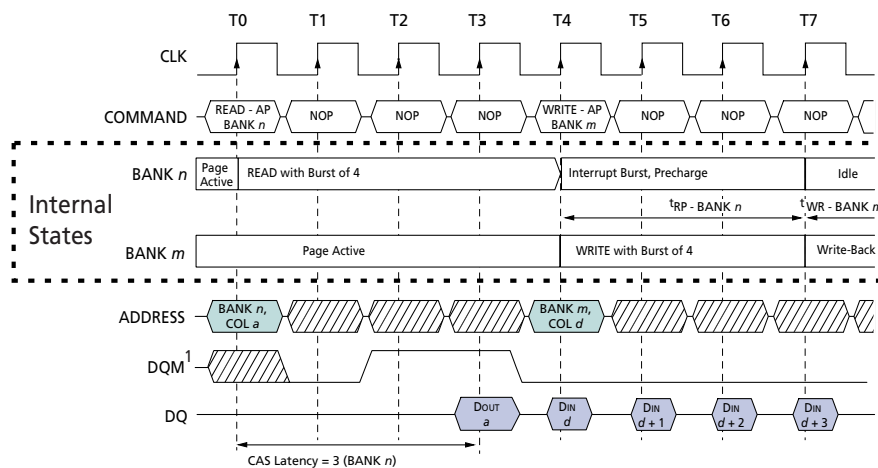 T0 T1 T2 T3 T4 T5 T6 T7
CLK
COMMAND READ - AP BANK n NOP NOP NOP WRITE - AP BANK m NOP NOP NOP
BANK n Page Active READ with Burst of 4 Interrupt Burst, Precharge Idle
Internal States
tRP - BANK n tWR - BANK m
BANK m Page Active WRITE with Burst of 4 Write-Back
ADDRESS BANK n, COL a BANK m, COL d
DQM1
DQ DOUT a DIN d DIN d + 1 DIN d + 2 DIN d + 3
CAS Latency = 3 (BANK n)